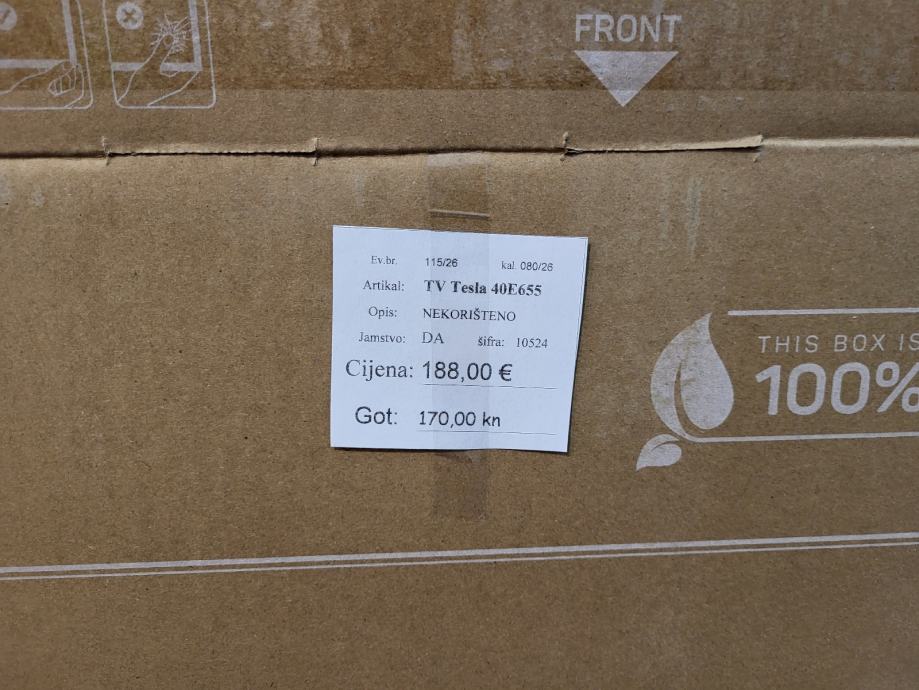 FRONT
Ev.br. 115/26 kal. 080/26
Artikal: TV Tesla 40E655
Opis: NEKORIŠTENO
Jamstvo: DA šifra: 10524
Cijena: 188,00 €
Got: 170,00 kn
THIS BOX IS
100%